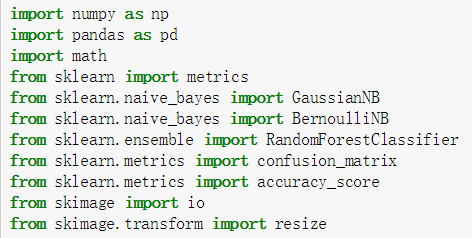 import numpy as np
import pandas as pd
import math
from sklearn import metrics
from sklearn.naive_bayes import GaussianNB
from sklearn.naive_bayes import BernoulliNB
from sklearn.ensemble import RandomForestClassifier
from sklearn.metrics import confusion_matrix
from sklearn.metrics import accuracy_score
from skimage import io
from skimage.transform import resize